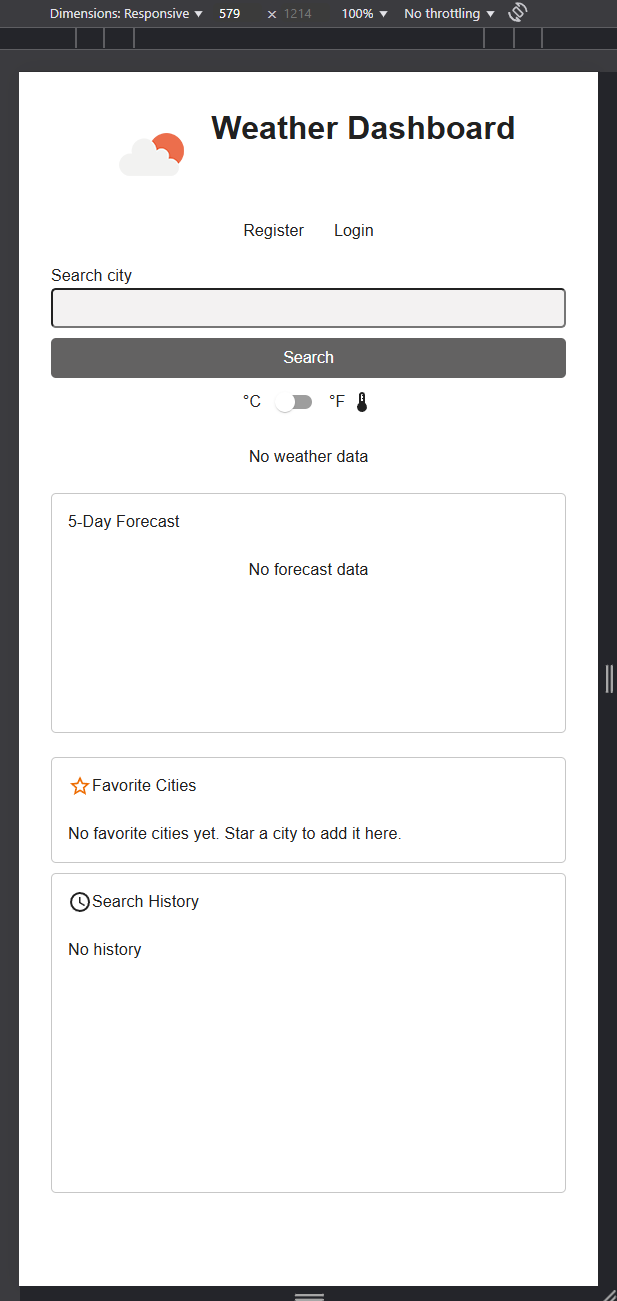 Dimensions: Responsive 579 × 1214 100% No throttling
Weather Dashboard
Register Login
Search city
Search
°C °F
No weather data
5-Day Forecast
No forecast data
Favorite Cities
No favorite cities yet. Star a city to add it here.
Search History
No history